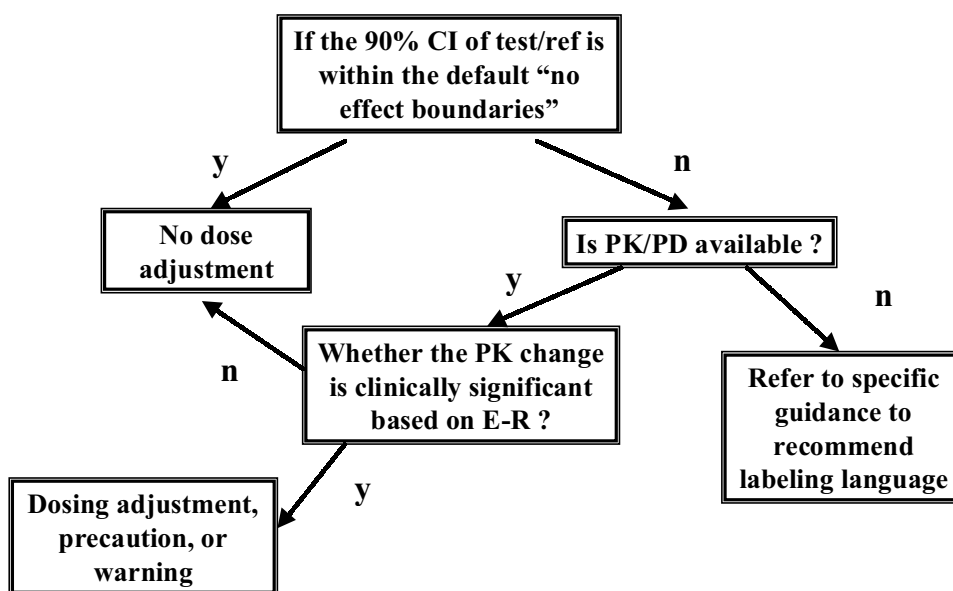 If the 90% CI of test/ref is
within the default “no
effect boundaries”
y
n
No dose
adjustment
Is PK/PD available ?
y
n
Whether the PK change
is clinically significant
based on E-R ?
n
Refer to specific
guidance to
recommend
labeling language
y
Dosing adjustment,
precaution, or
warning